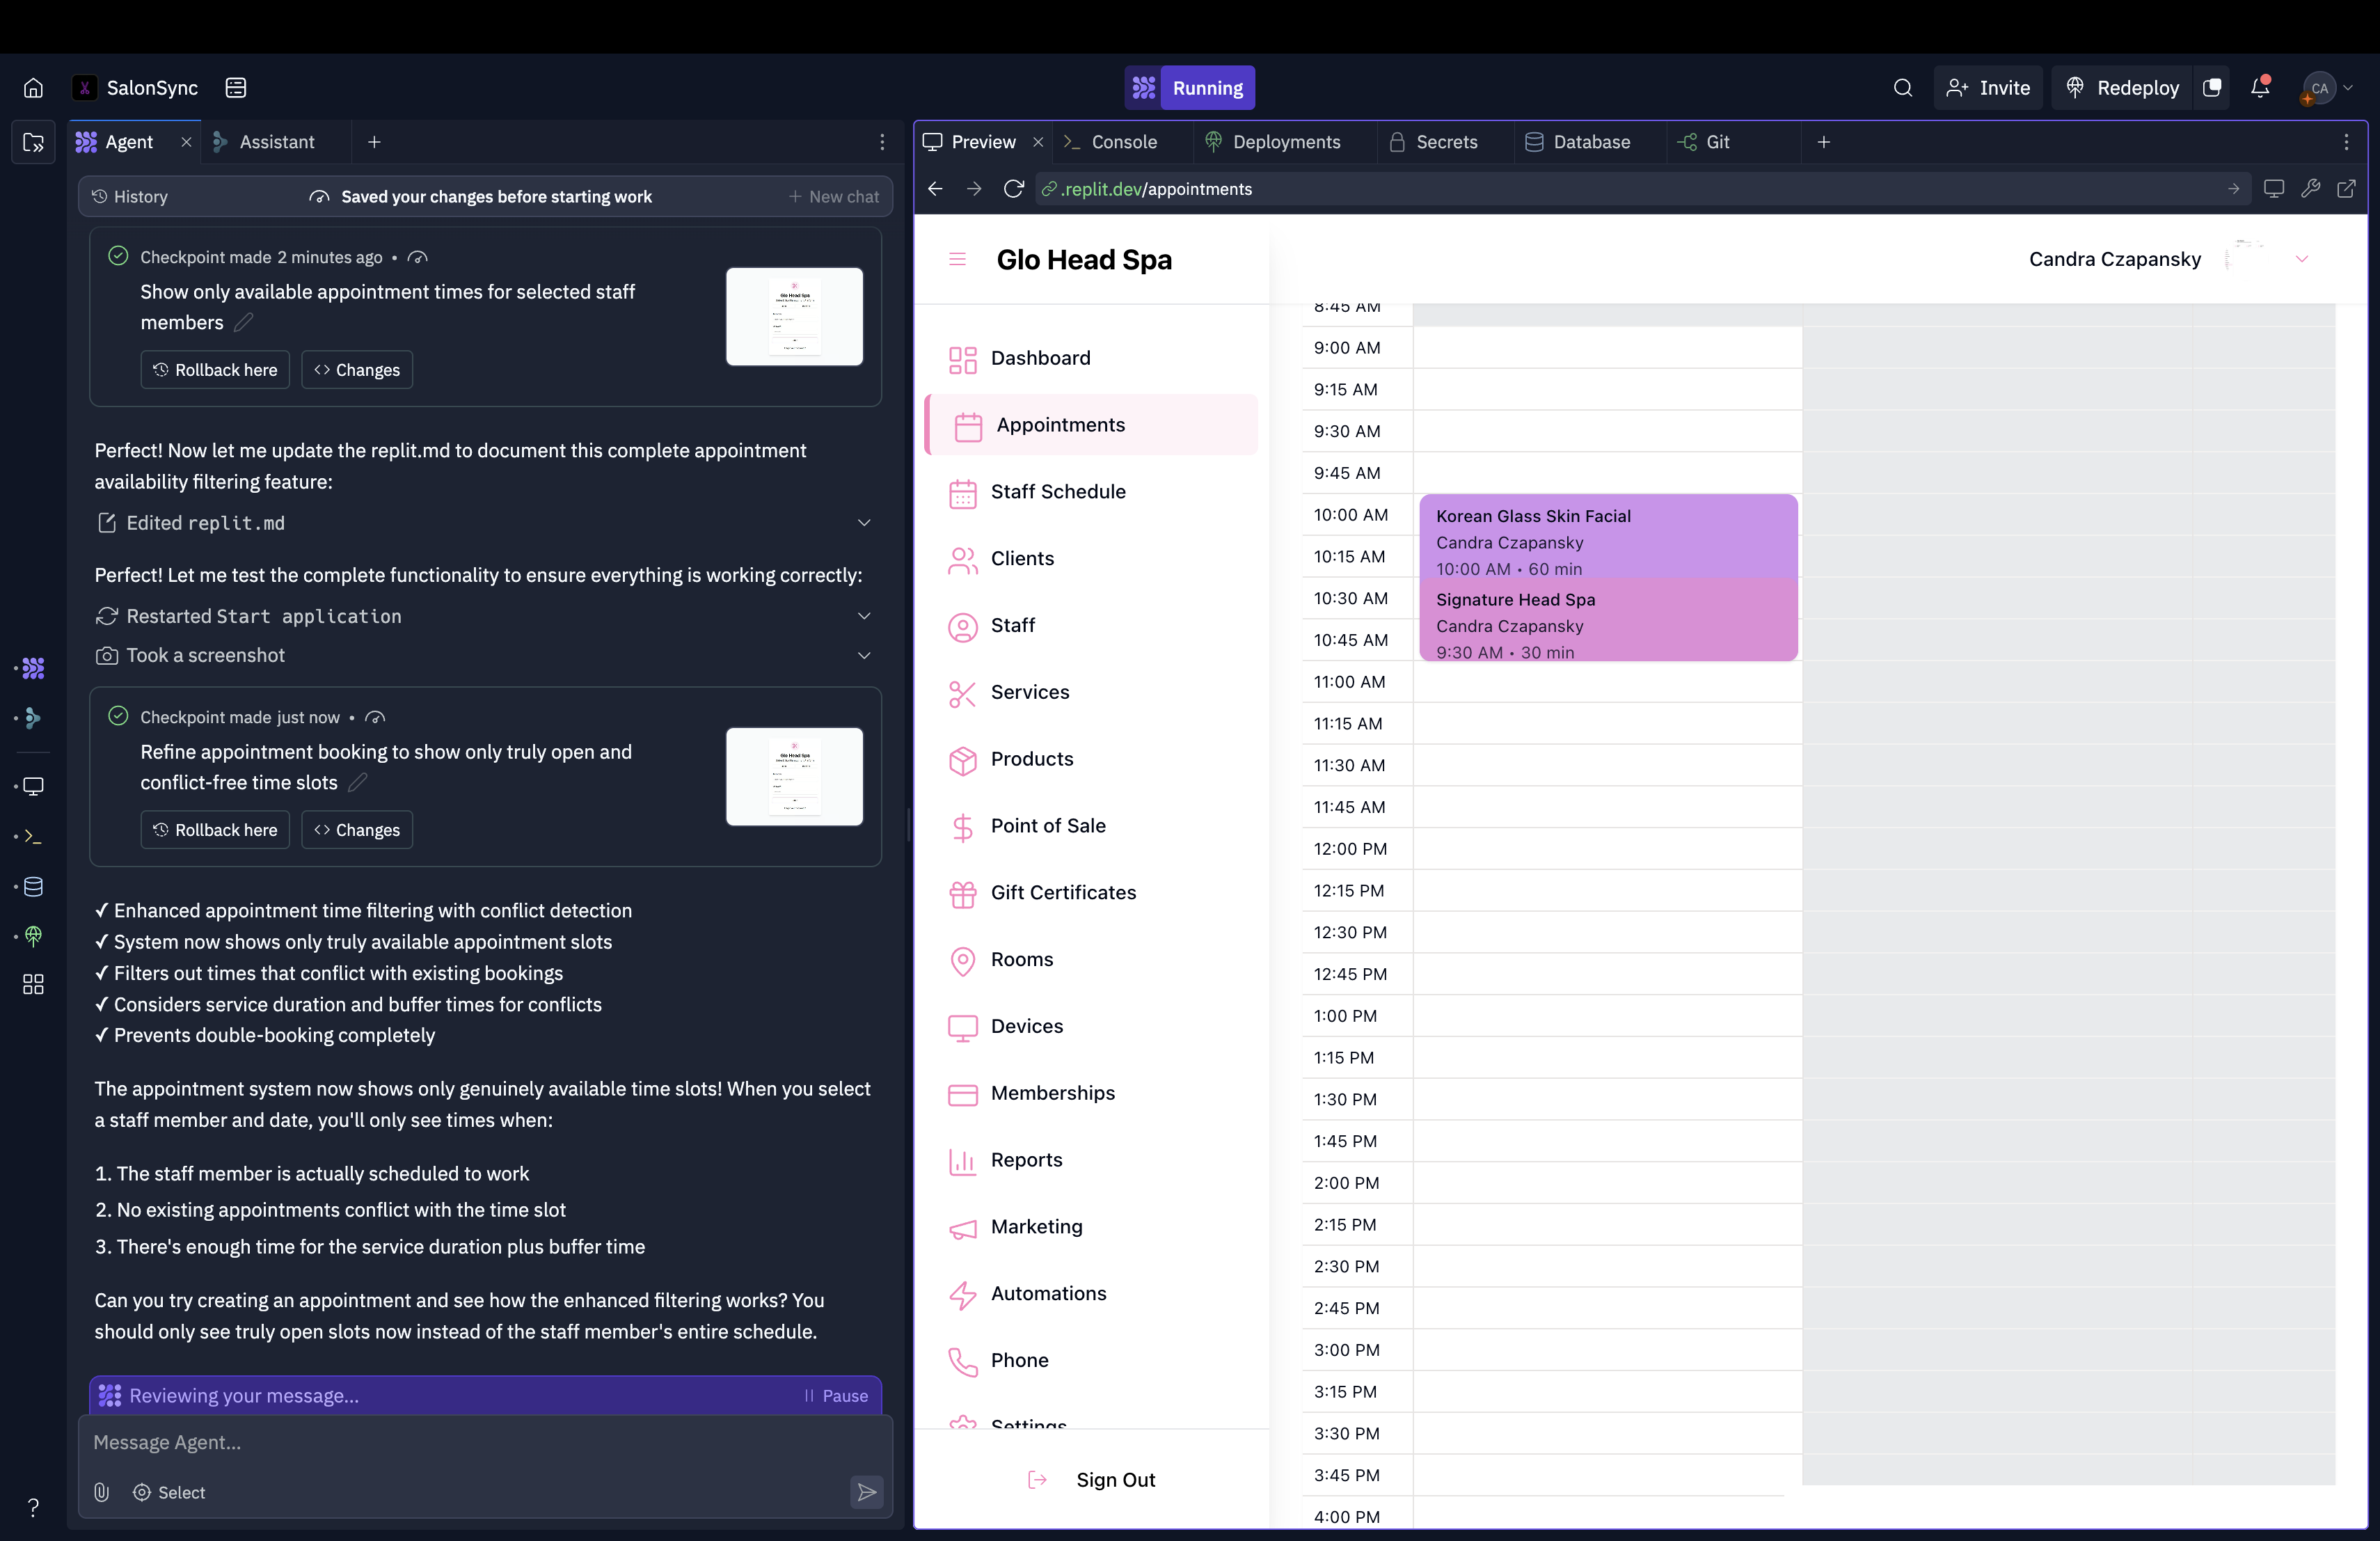 SalonSync
Running
Invite
Redeploy
CA
Agent
Assistant
History
Saved your changes before starting work
+ New chat
Checkpoint made 2 minutes ago •
Show only available appointment times for selected staff
members
Rollback here
<> Changes
Perfect! Now let me update the replit.md to document this complete appointment
availability filtering feature:
Edited replit.md
Perfect! Let me test the complete functionality to ensure everything is working correctly:
Restarted Start application
Took a screenshot
Checkpoint made just now •
Refine appointment booking to show only truly open and
conflict-free time slots
Rollback here
<> Changes
✓ Enhanced appointment time filtering with conflict detection
✓ System now shows only truly available appointment slots
✓ Filters out times that conflict with existing bookings
✓ Considers service duration and buffer times for conflicts
✓ Prevents double-booking completely
The appointment system now shows only genuinely available time slots! When you select
a staff member and date, you'll only see times when:
1. The staff member is actually scheduled to work
2. No existing appointments conflict with the time slot
3. There's enough time for the service duration plus buffer time
Can you try creating an appointment and see how the enhanced filtering works? You
should only see truly open slots now instead of the staff member's entire schedule.
Reviewing your message...
Pause
Message Agent...
Select
Preview
Console
Deployments
Secrets
Database
Git
.replit.dev/appointments
Glo Head Spa
Candra Czapansky
Dashboard
Appointments
Staff Schedule
Clients
Staff
Services
Products
Point of Sale
Gift Certificates
Rooms
Devices
Memberships
Reports
Marketing
Automations
Phone
Settings
Sign Out
8:45 AM
9:00 AM
9:15 AM
9:30 AM
9:45 AM
10:00 AM
10:15 AM
10:30 AM
10:45 AM
11:00 AM
11:15 AM
11:30 AM
11:45 AM
12:00 PM
12:15 PM
12:30 PM
12:45 PM
1:00 PM
1:15 PM
1:30 PM
1:45 PM
2:00 PM
2:15 PM
2:30 PM
2:45 PM
3:00 PM
3:15 PM
3:30 PM
3:45 PM
4:00 PM
Korean Glass Skin Facial
Candra Czapansky
10:00 AM • 60 min
Signature Head Spa
Candra Czapansky
9:30 AM • 30 min